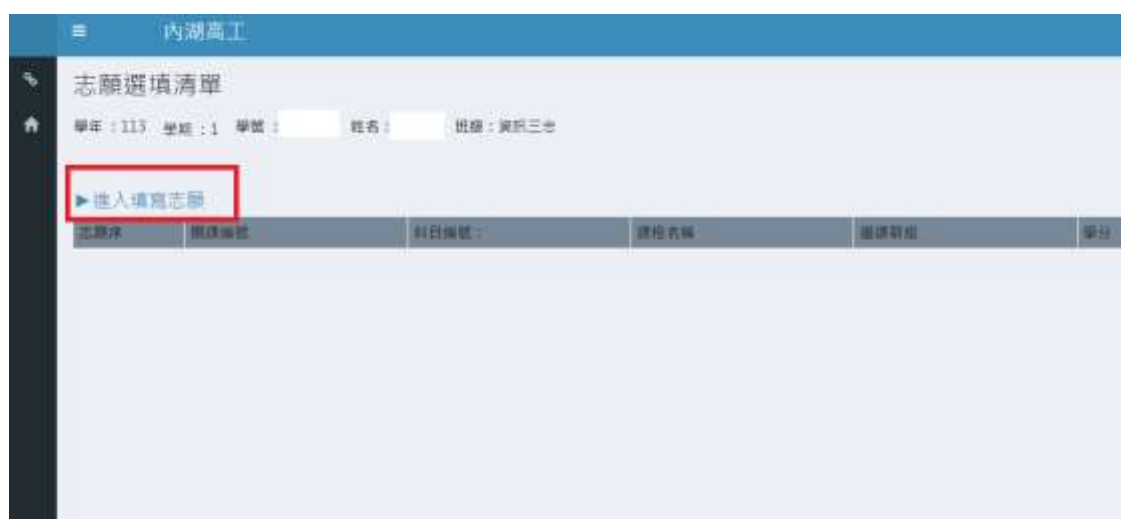 內湖高工
志願選填清單
學年：113 學期：1 學號： 姓名： 班級：資訊三忠
▶進入填寫志願
志願序 開課編號 科目編號： 課程名稱 選課群組 學分